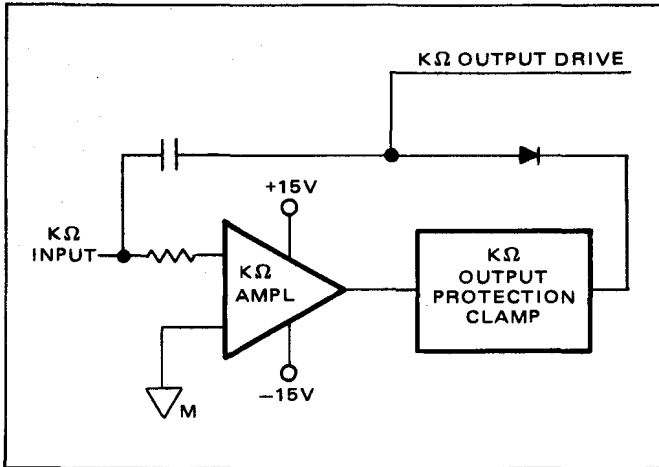 KΩ OUTPUT DRIVE
+15V
KΩ
INPUT
KΩ
AMPL
KΩ
OUTPUT
PROTECTION
CLAMP
M
−15V